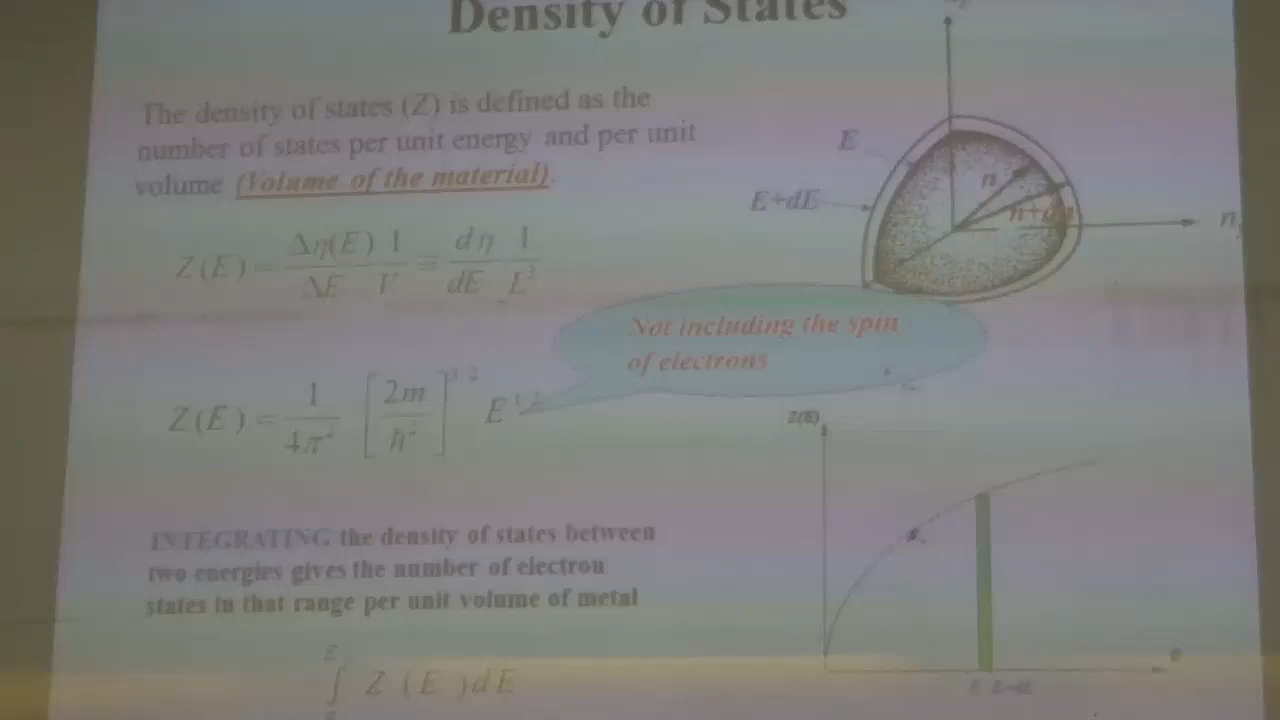 Density of States
The density of states (Z) is defined as the
number of states per unit energy and per unit
volume (Volume of the material).
Z(E) = Δη(E)/ΔE 1/V = dη/dE 1/L³
E
E+dE
n
n+dn
n
Not including the spin
of electrons
Z(E) = 1/4π² [2m/ħ²]^3/2 E^1/2
Z(E)
INTEGRATING the density of states between
two energies gives the number of electron
states in that range per unit volume of metal
∫ Z (E )dE
E
E E+dE